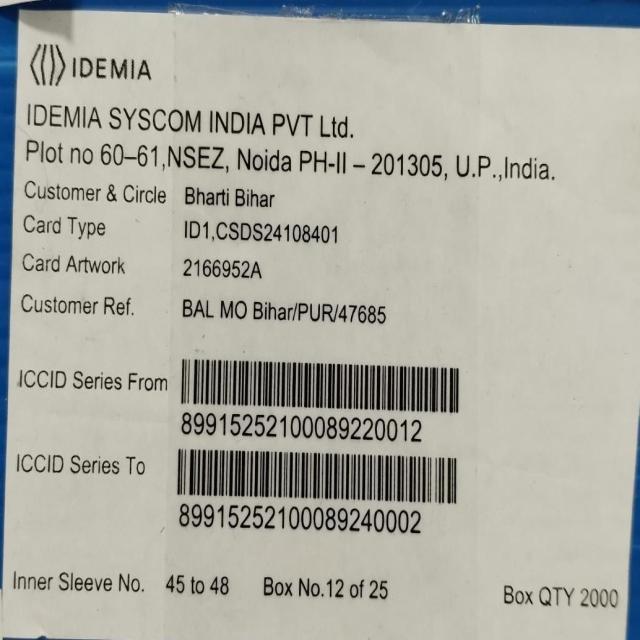 IDEMIA
IDEMIA SYSCOM INDIA PVT Ltd.
Plot no 60–61,NSEZ, Noida PH-II – 201305, U.P.,India.
Customer & Circle Bharti Bihar
Card Type ID1,CSDS24108401
Card Artwork 2166952A
Customer Ref. BAL MO Bihar/PUR/47685
ICCID Series From
89915252100089220012
ICCID Series To
89915252100089240002
Inner Sleeve No. 45 to 48 Box No.12 of 25 Box QTY 2000